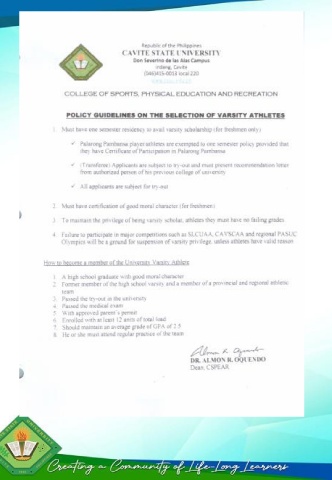 Republic of the Philippines
CAVITE STATE UNIVERSITY
Don Severino de las Alas Campus
Indang, Cavite
(046)415-0013 local 220
COLLEGE OF SPORTS, PHYSICAL EDUCATION AND RECREATION
POLICY GUIDELINES ON THE SELECTION OF VARSITY ATHLETES
1. Must have one semester residency to avail varsity scholarship (for freshmen only)
✓ Palarong Pambansa player/athletes are exempted to one semester policy provided that
they have Certificate of Participation in Palarong Pambansa
✓ (Transferee) Applicants are subject to try-out and must present recommendation letter
from authorized person of his previous college of university
✓ All applicants are subject for try-out
2. Must have certification of good moral character (for freshmen)
3. To maintain the privilege of being varsity scholar, athletes they must have no failing grades
4. Failure to participate in major competitions such as SCUAA, CAVSCAA and regional PASUC
Olympics will be a ground for suspension of varsity privilege, unless athletes have valid reason
How to become a member of the University Varsity Athlete
1. A high school graduate with good moral character
2. Former member of the high school varsity and a member of a provincial and regional athletic
team
3. Passed the try-out in the university
4. Passed the medical exam
5. With approved parent's permit
6. Enrolled with at least 12 units of total load
7. Should maintain an average grade of GPA of 2.5
8. He or she must attend regular practice of the team
Almon R. Oquendo
DR. ALMON R. OQUENDO
Dean, CSPEAR
Creating a Community of Life-Long Learners